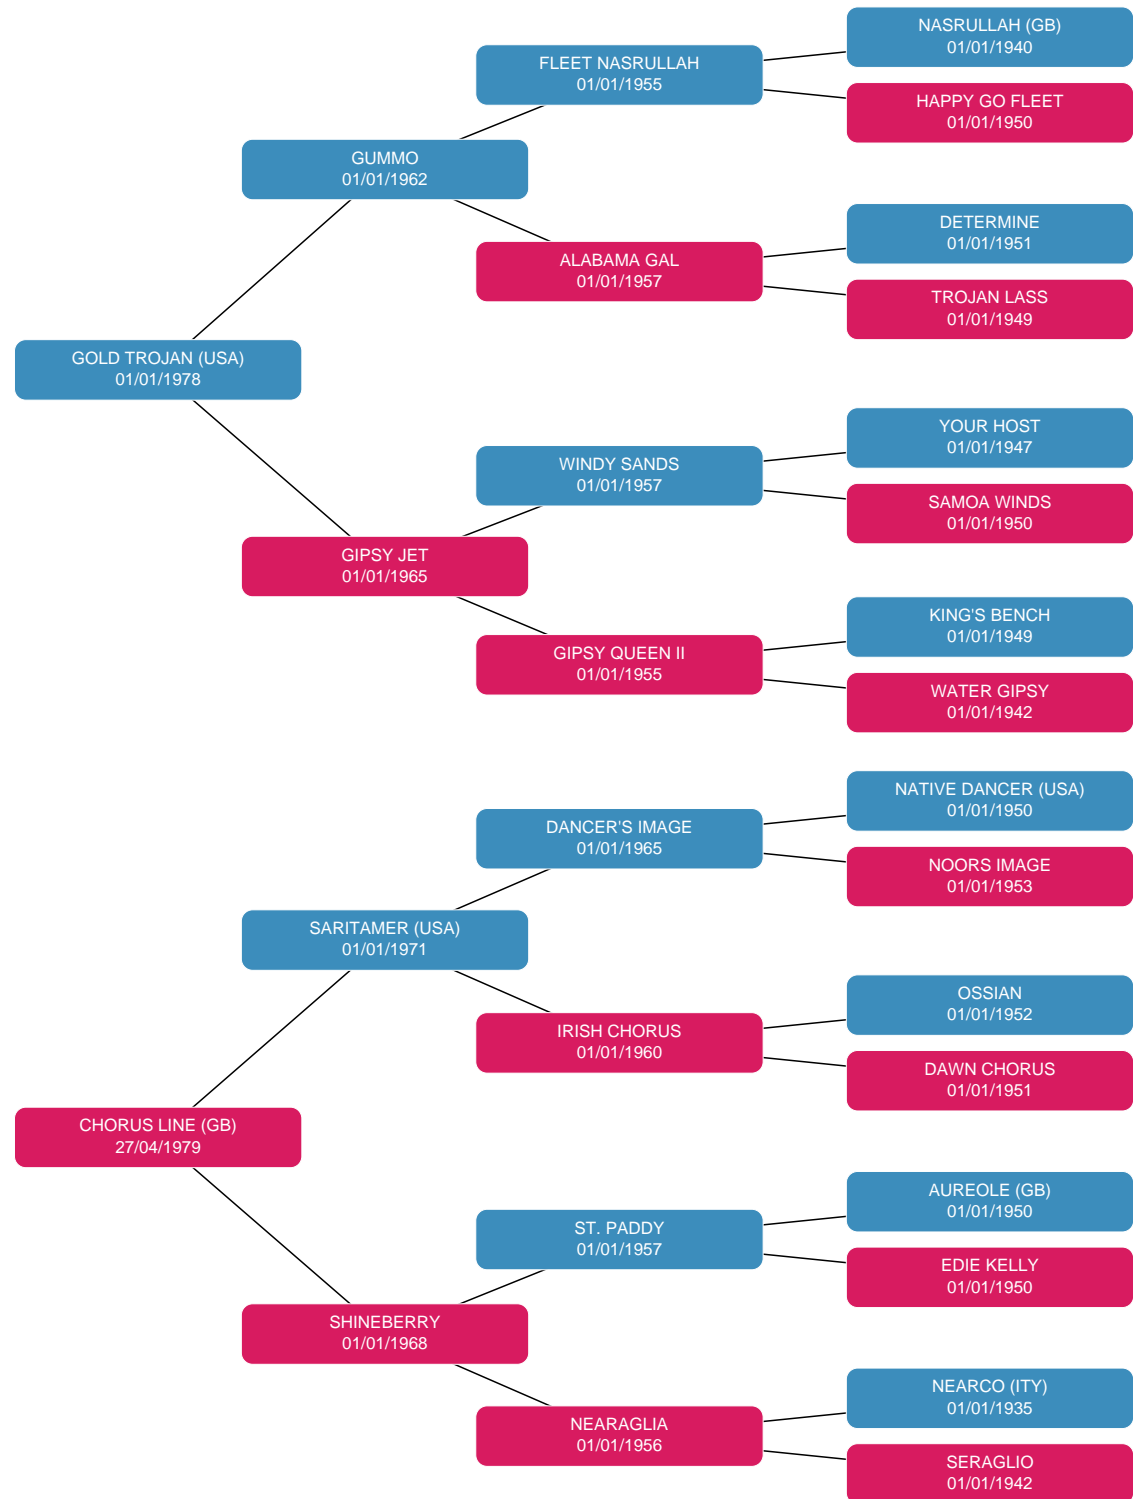 NASRULLAH (GB)
01/01/1940
FLEET NASRULLAH
01/01/1955
HAPPY GO FLEET
01/01/1950
GUMMO
01/01/1962
DETERMINE
01/01/1951
ALABAMA GAL
01/01/1957
TROJAN LASS
01/01/1949
GOLD TROJAN (USA)
01/01/1978
YOUR HOST
01/01/1947
WINDY SANDS
01/01/1957
SAMOA WINDS
01/01/1950
GIPSY JET
01/01/1965
KING'S BENCH
01/01/1949
GIPSY QUEEN II
01/01/1955
WATER GIPSY
01/01/1942
NATIVE DANCER (USA)
01/01/1950
DANCER'S IMAGE
01/01/1965
NOORS IMAGE
01/01/1953
SARITAMER (USA)
01/01/1971
OSSIAN
01/01/1952
IRISH CHORUS
01/01/1960
DAWN CHORUS
01/01/1951
CHORUS LINE (GB)
27/04/1979
AUREOLE (GB)
01/01/1950
ST. PADDY
01/01/1957
EDIE KELLY
01/01/1950
SHINEBERRY
01/01/1968
NEARCO (ITY)
01/01/1935
NEARAGLIA
01/01/1956
SERAGLIO
01/01/1942